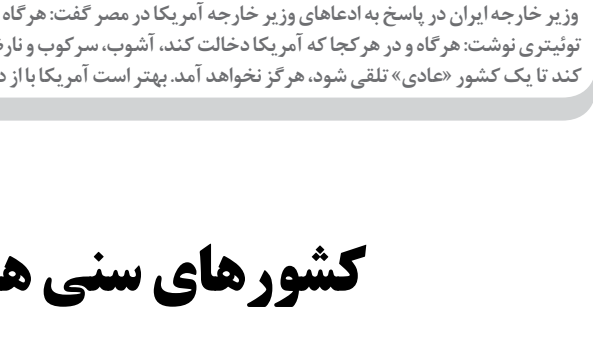 وزیر خارجه ایران در پاسخ به ادعاهای وزیر خارجه آمریکا در مصر گفت: هرگاه
توئیتری نوشت: هرگاه و در هر کجا که آمریکا دخالت کند، آشوب، سرکوب و
کند تا یک کشور «عادی» تلقی شود، هرگز نخواهد آمد. بهتر است آمریکا با از
کشورهای سنی